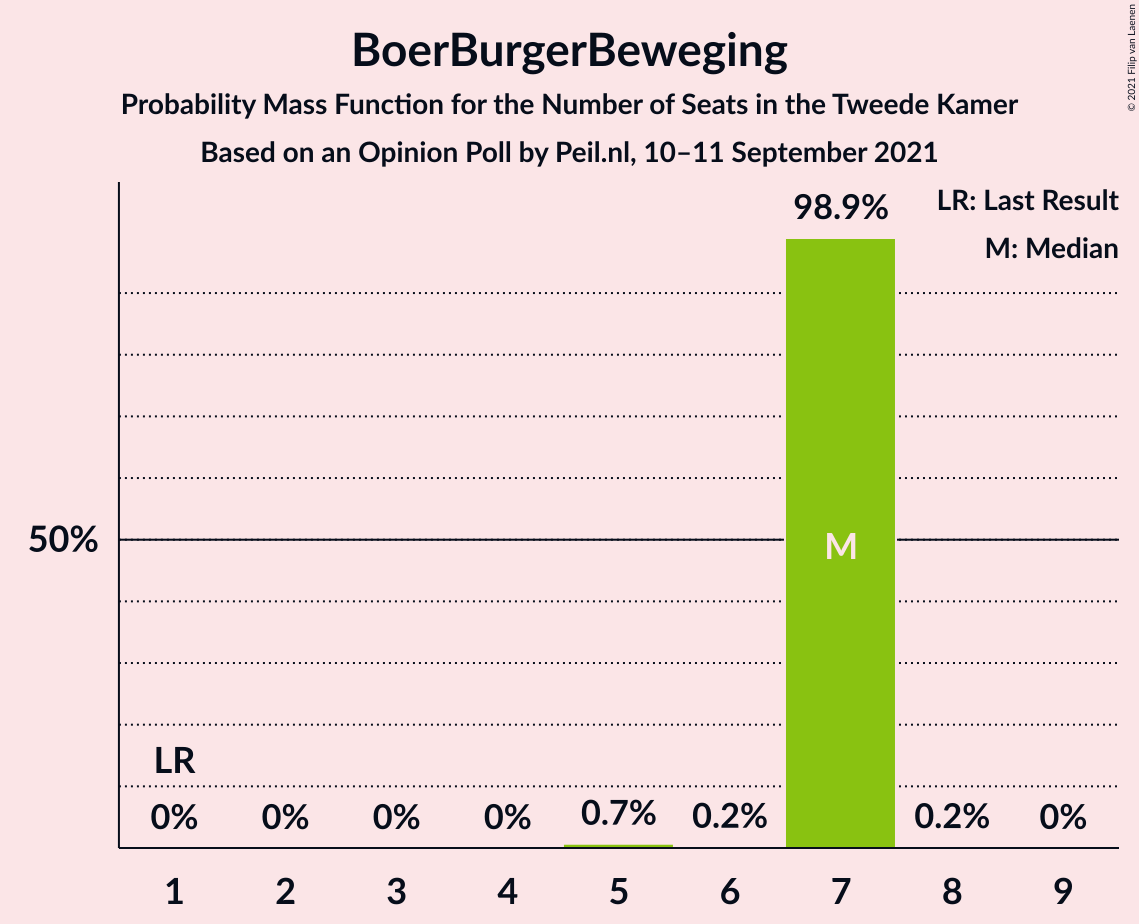 BoerBurgerBeweging
Probability Mass Function for the Number of Seats in the Tweede Kamer
Based on an Opinion Poll by Peil.nl, 10–11 September 2021
© 2021 Filip van Laenen
LR: Last Result
M: Median
98.9%
50%
M
LR
0% 0% 0% 0% 0.7% 0.2% 0.2% 0%
1 2 3 4 5 6 7 8 9